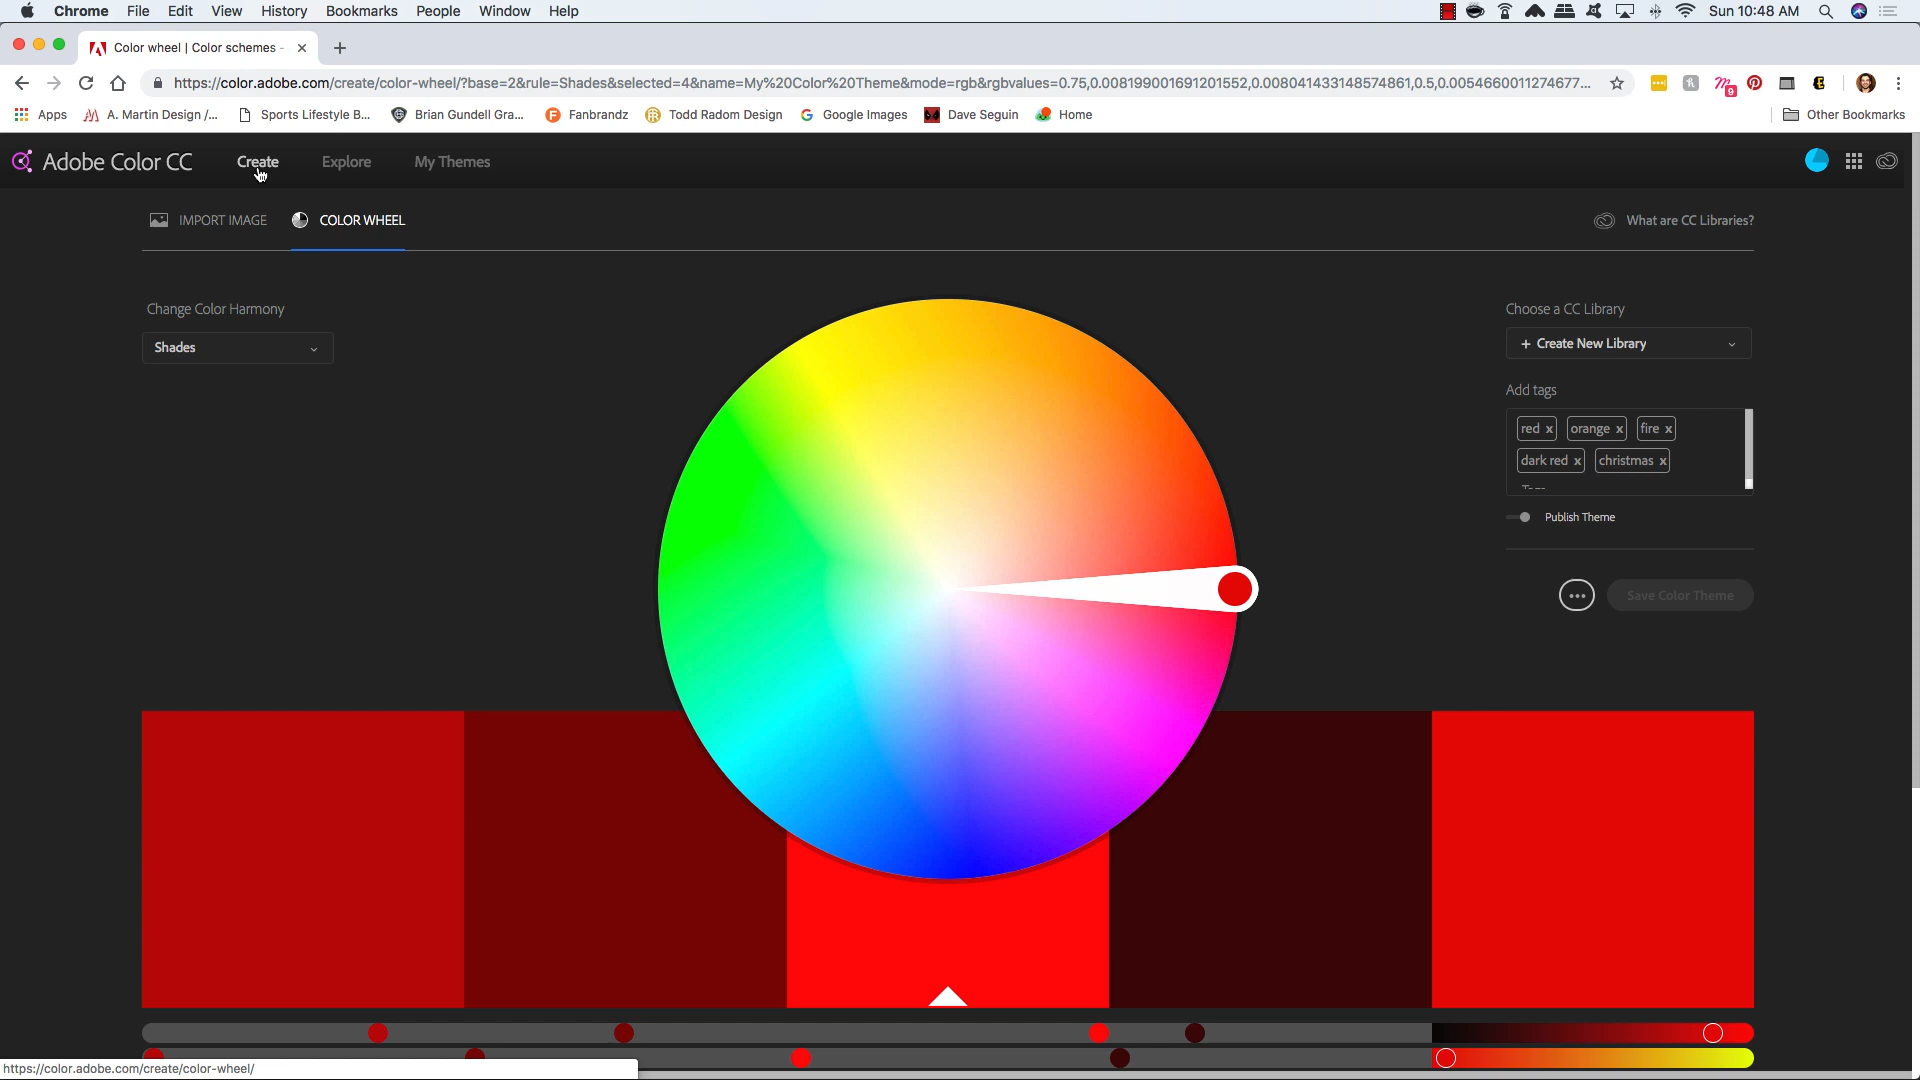 Chrome File Edit View History Bookmarks People Window Help Sun 10:48 AM
Color wheel | Color schemes -
https://color.adobe.com/create/color-wheel/?base=2&rule=Shades&selected=4&name=My%20Color%20Theme&mode=rgb&rgbvalues=0.75,0.008199001691201552,0.008041433148574861,0.5,0.0054660011274677...
9
Apps A. Martin Design /... Sports Lifestyle B... Brian Gundell Gra... Fanbrandz Todd Radom Design Google Images Dave Seguin Home Other Bookmarks
Adobe Color CC Create Explore My Themes
IMPORT IMAGE COLOR WHEEL What are CC Libraries?
Change Color Harmony
Shades
Choose a CC Library
+ Create New Library
Add tags
red x orange x fire x
dark red x christmas x
Publish Theme
Save Color Theme
https://color.adobe.com/create/color-wheel/